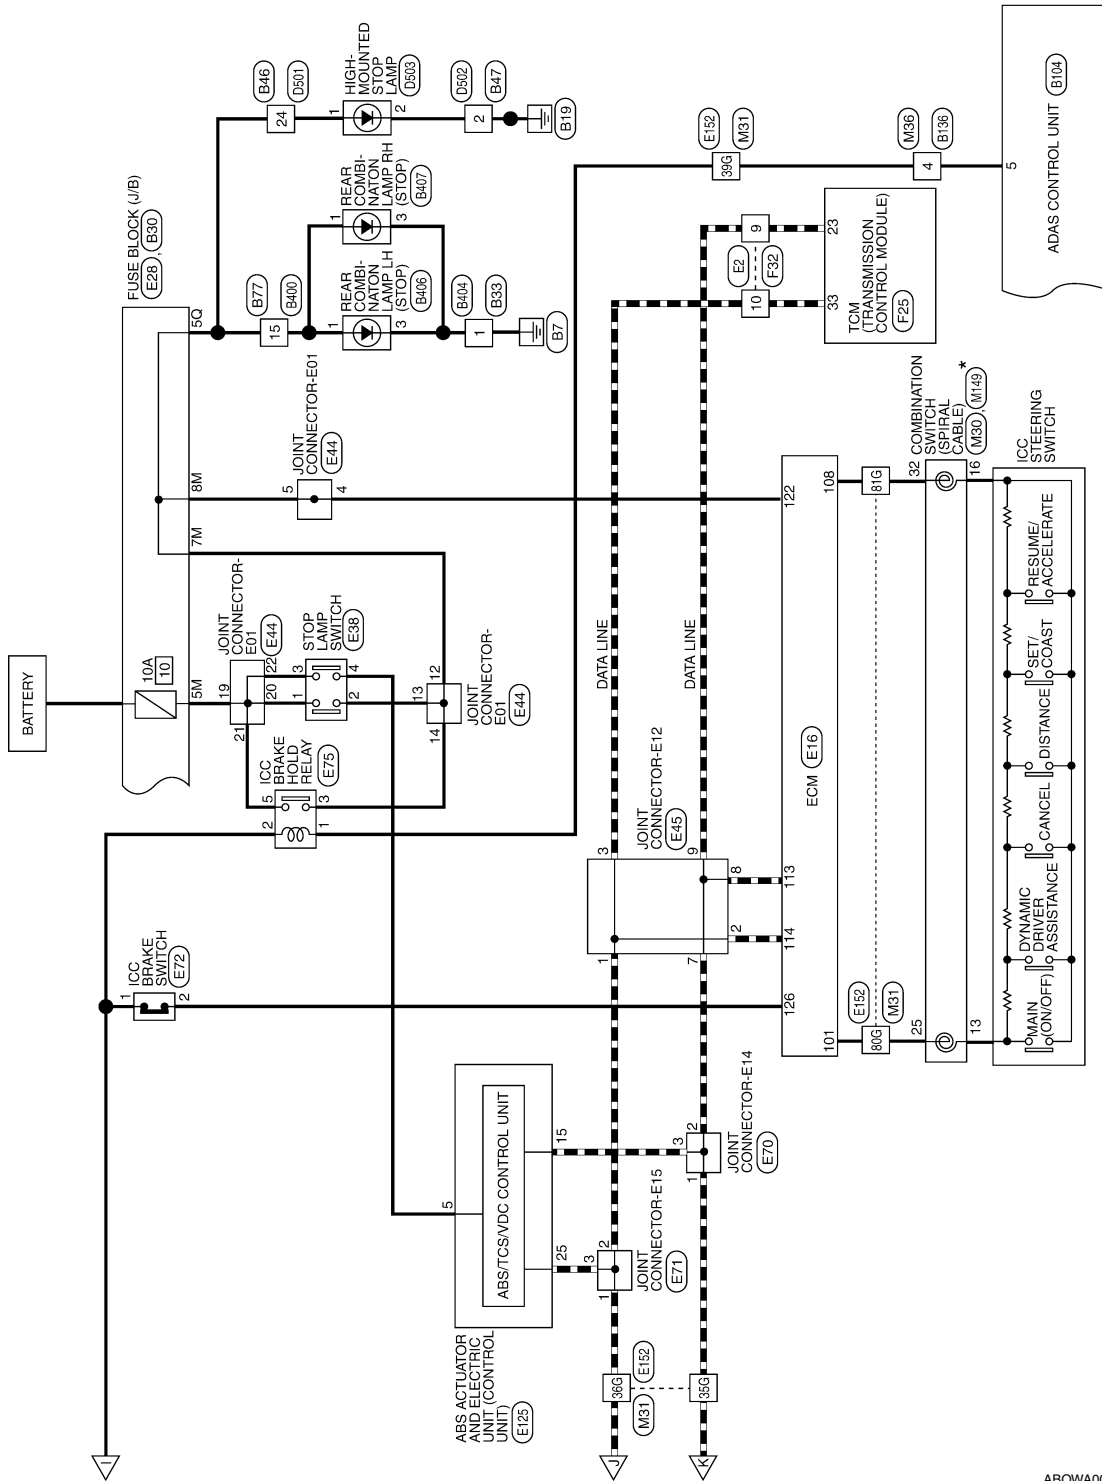 BATTERY
FUSE BLOCK (J/B)
E28 , B30
10A
10
5M
7M
8M
5Q
JOINT
CONNECTOR-
E01
E44
19
21
20
22
STOP
LAMP
SWITCH
E38
1
3
2
4
JOINT
CONNECTOR-
E01
E44
13
12
14
ICC
BRAKE
HOLD
RELAY
E75
2
5
1
3
ICC
BRAKE
SWITCH
E72
1
2
JOINT
CONNECTOR-E01
E44
5
4
B77
B400
15
REAR
COMBI-
NATON
LAMP LH
(STOP)
B406
1
3
REAR
COMBI-
NATON
LAMP RH
(STOP)
B407
1
3
B404
B33
1
B7
B46
D501
24
HIGH-
MOUNTED
STOP
LAMP
D503
1
2
D502
B47
2
B19
E152
M31
39G
M36
B136
4
5
ADAS CONTROL UNIT
B104
DATA LINE
DATA LINE
E2
F32
10
9
33
23
TCM
(TRANSMISSION
CONTROL MODULE)
F25
JOINT
CONNECTOR-E12
E45
3
9
8
2
1
7
ECM
E16
122
113
114
126
101
108
E152
M31
80G
81G
COMBINATION
SWITCH
(SPIRAL
CABLE)
M30 , M149
*
25
32
13
16
ICC
STEERING
SWITCH
MAIN
(ON/OFF)
DYNAMIC
DRIVER
ASSISTANCE
CANCEL
DISTANCE
SET/
COAST
RESUME/
ACCELERATE
ABS ACTUATOR
AND ELECTRIC
UNIT (CONTROL
UNIT)
E125
ABS/TCS/VDC CONTROL UNIT
5
25
15
JOINT
CONNECTOR-E15
E71
1
3
2
JOINT
CONNECTOR-E14
E70
1
3
2
E152
M31
36G
35G
I
J
K